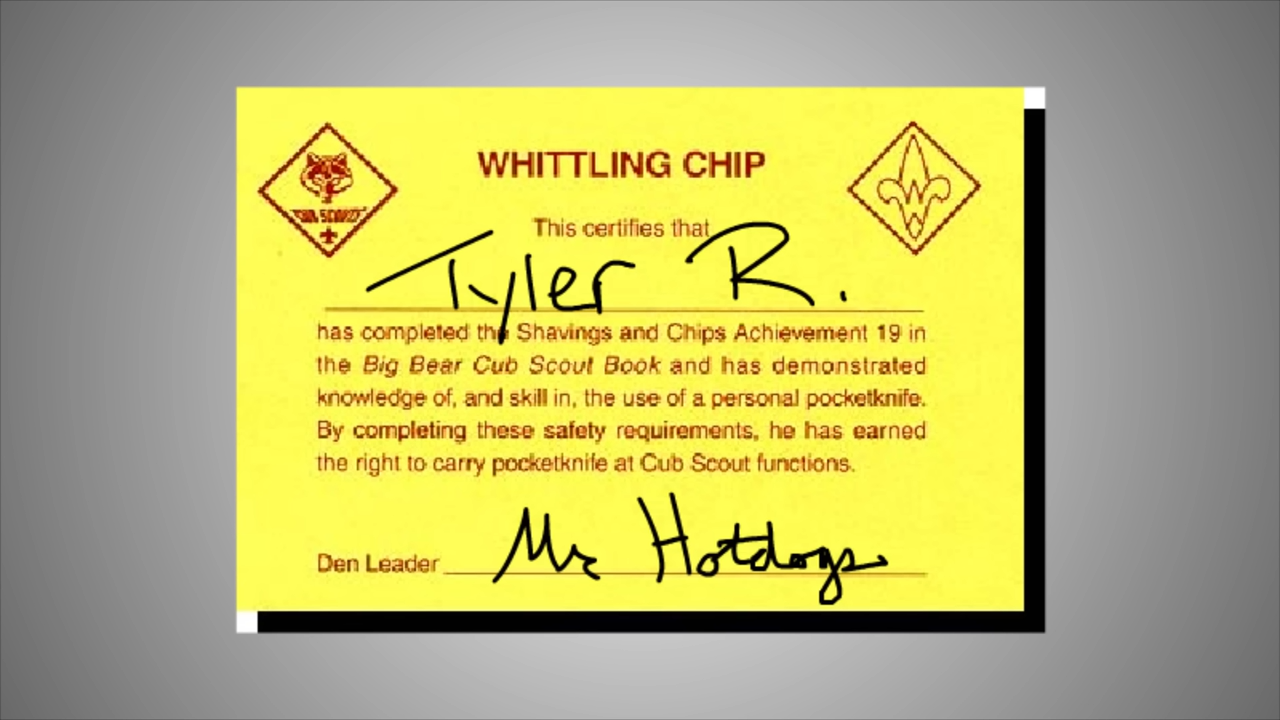 CUB SCOUT
WHITTLING CHIP
W
This certifies that
Tyler R.
has completed the Shavings and Chips Achievement 19 in
the Big Bear Cub Scout Book and has demonstrated
knowledge of, and skill in, the use of a personal pocketknife.
By completing these safety requirements, he has earned
the right to carry pocketknife at Cub Scout functions.
Den Leader Mr Hotdogs